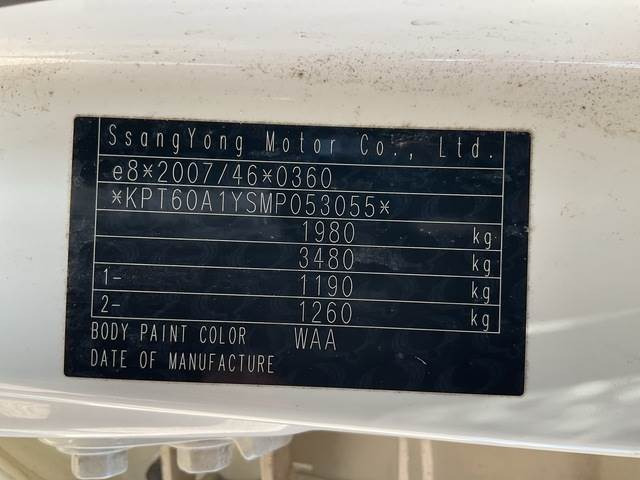 SsangYong Motor Co., Ltd.
e8*2007/46*0360
*KPT60A1YSMP053055*
1980 kg
3480 kg
1- 1190 kg
2- 1260 kg
BODY PAINT COLOR WAA
DATE OF MANUFACTURE